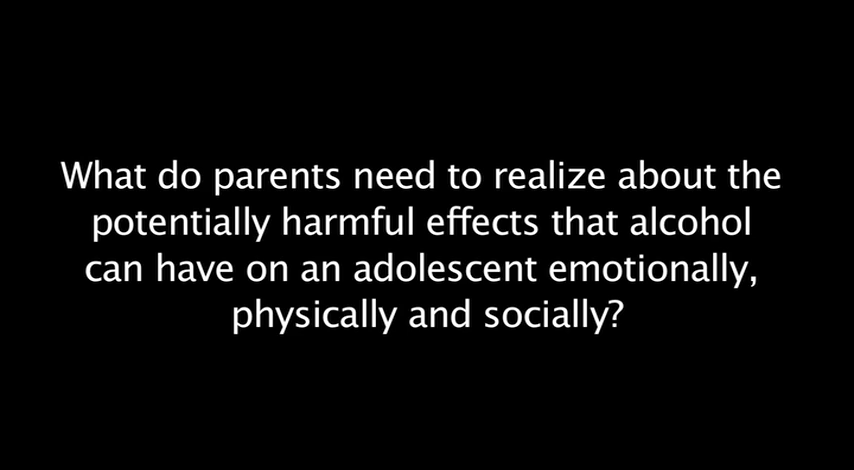 What do parents need to realize about the
potentially harmful effects that alcohol
can have on an adolescent emotionally,
physically and socially?